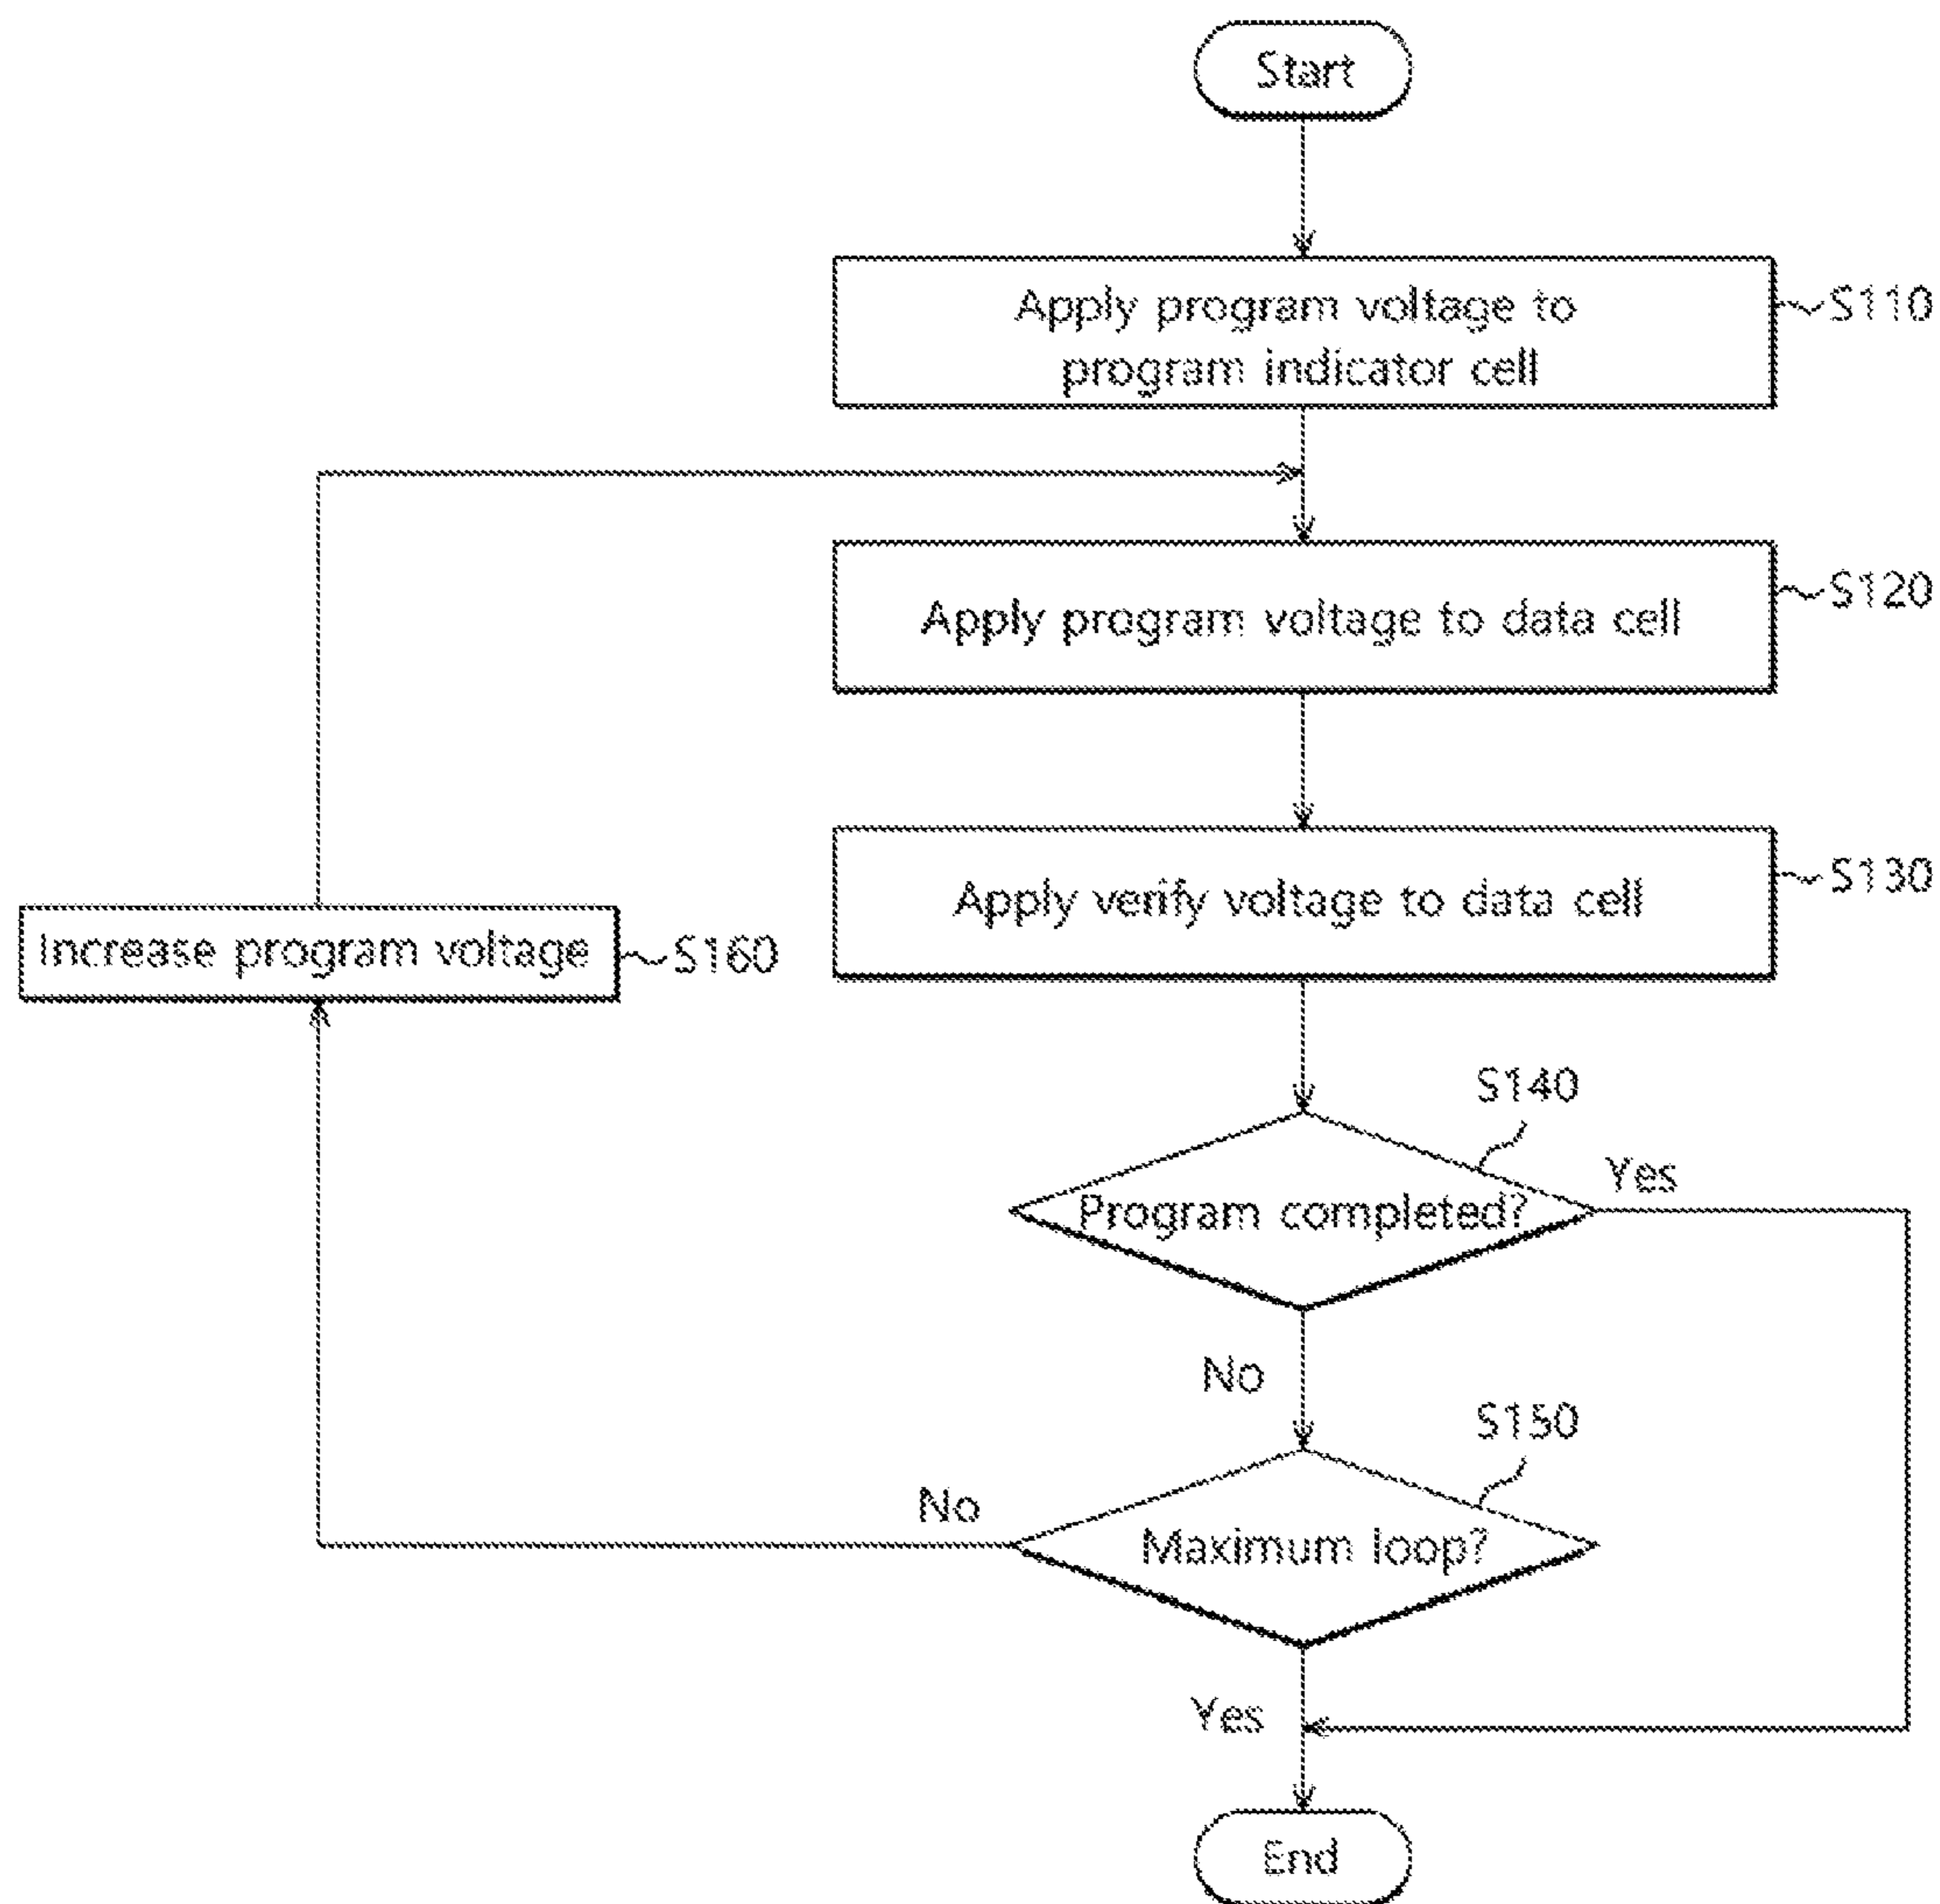 Start
Apply program voltage to
program indicator cell
S110
Apply program voltage to data cell
S120
Apply verify voltage to data cell
S130
Increase program voltage
S160
S140
Program completed?
Yes
No
S150
Maximum loop?
No
Yes
End